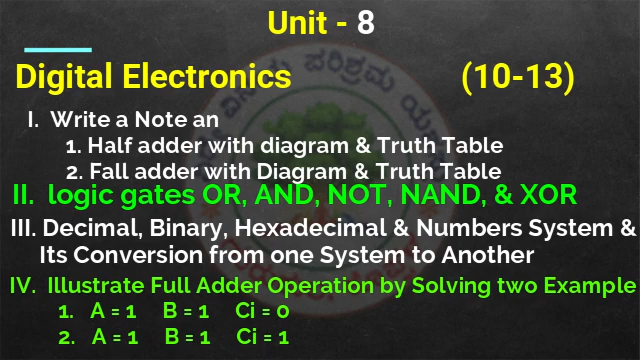 Unit - 8
Digital Electronics (10-13)
I. Write a Note an
1. Half adder with diagram & Truth Table
2. Fall adder with Diagram & Truth Table
II. logic gates OR, AND, NOT, NAND, & XOR
III. Decimal, Binary, Hexadecimal & Numbers System &
Its Conversion from one System to Another
IV. Illustrate Full Adder Operation by Solving two Example
1. A = 1 B = 1 Ci = 0
2. A = 1 B = 1 Ci = 1